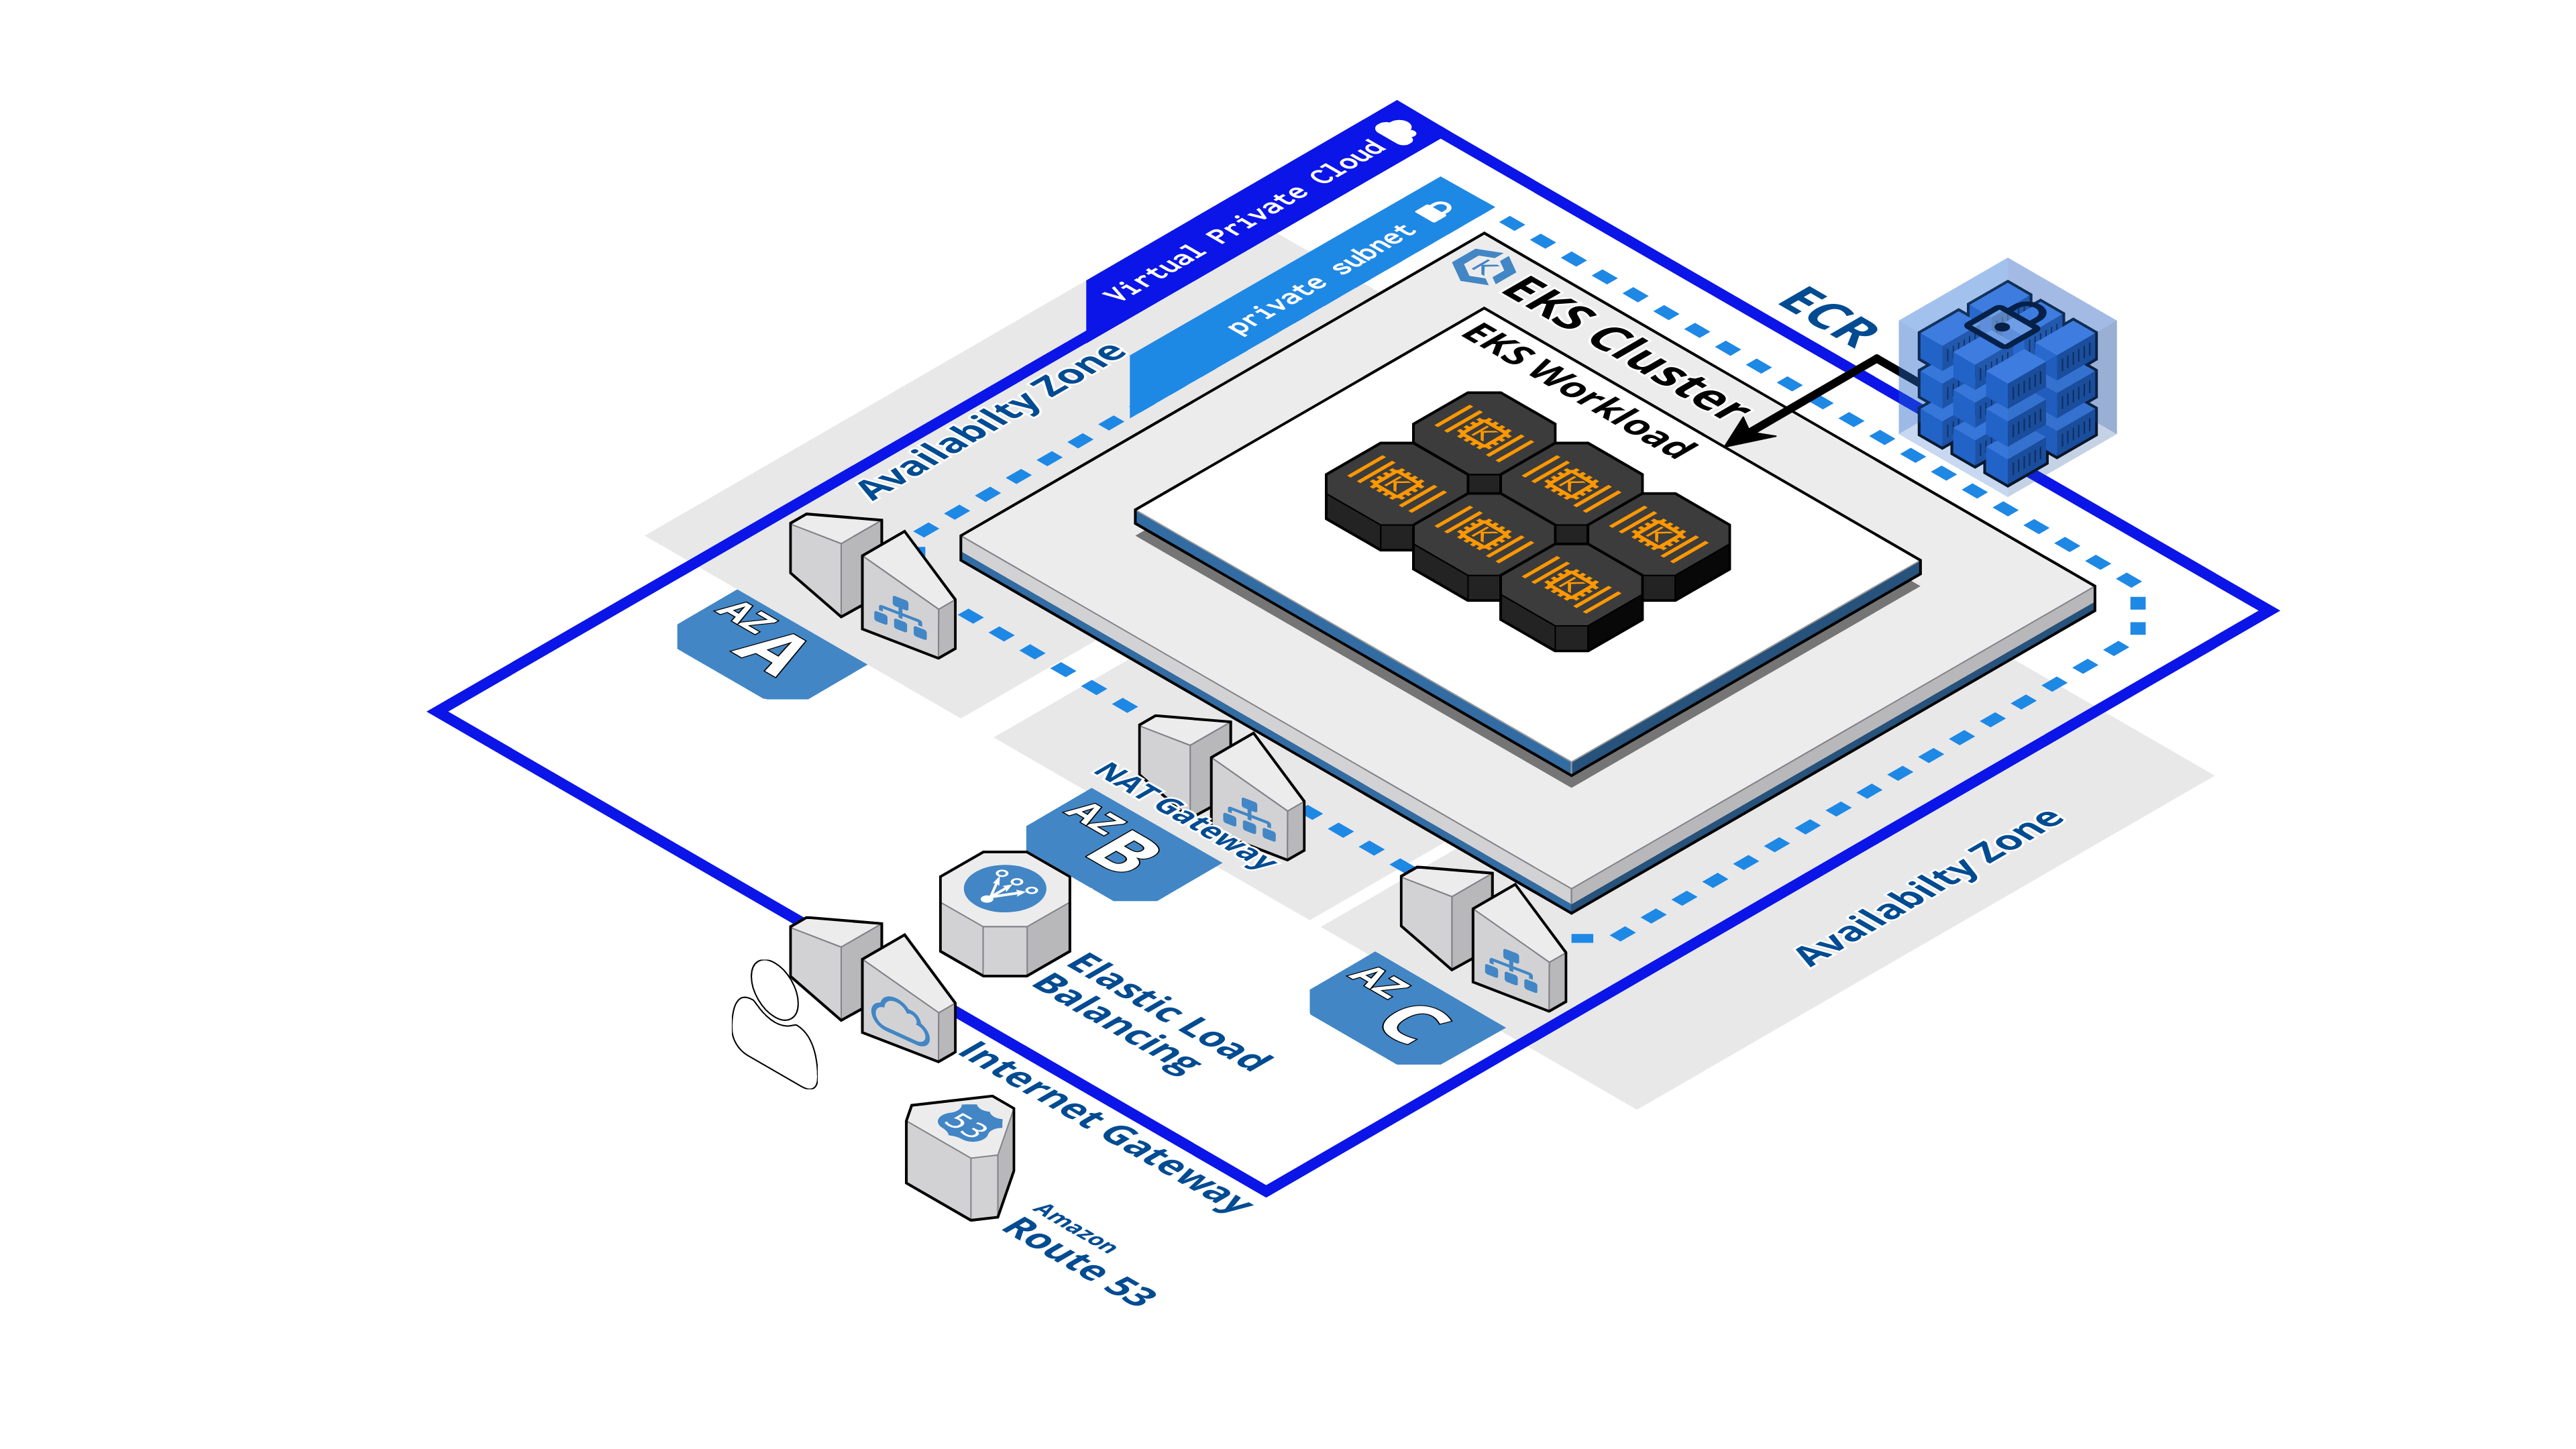 Virtual Private Cloud
private subnet
EKS Cluster
EKS Workload
ECR
K
K
K
K
K
K
K
Availabilty Zone
AZ
A
NAT Gateway
AZ
B
AZ
C
Availabilty Zone
Elastic Load
Balancing
Internet Gateway
53
Amazon
Route 53